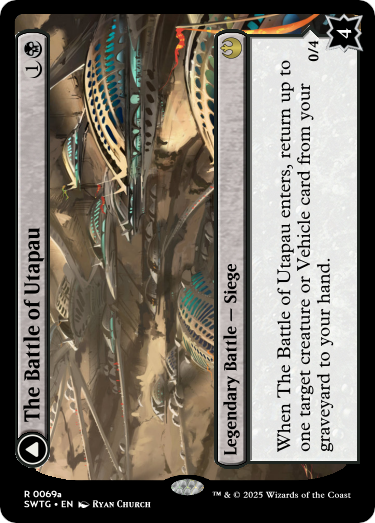 The Battle of Utapau
1
Legendary Battle — Siege
When The Battle of Utapau enters, return up to
one target creature or Vehicle card from your
graveyard to your hand.
0/4
4
R 0069a
SWTG • EN RYAN CHURCH
™ & © 2025 Wizards of the Coast